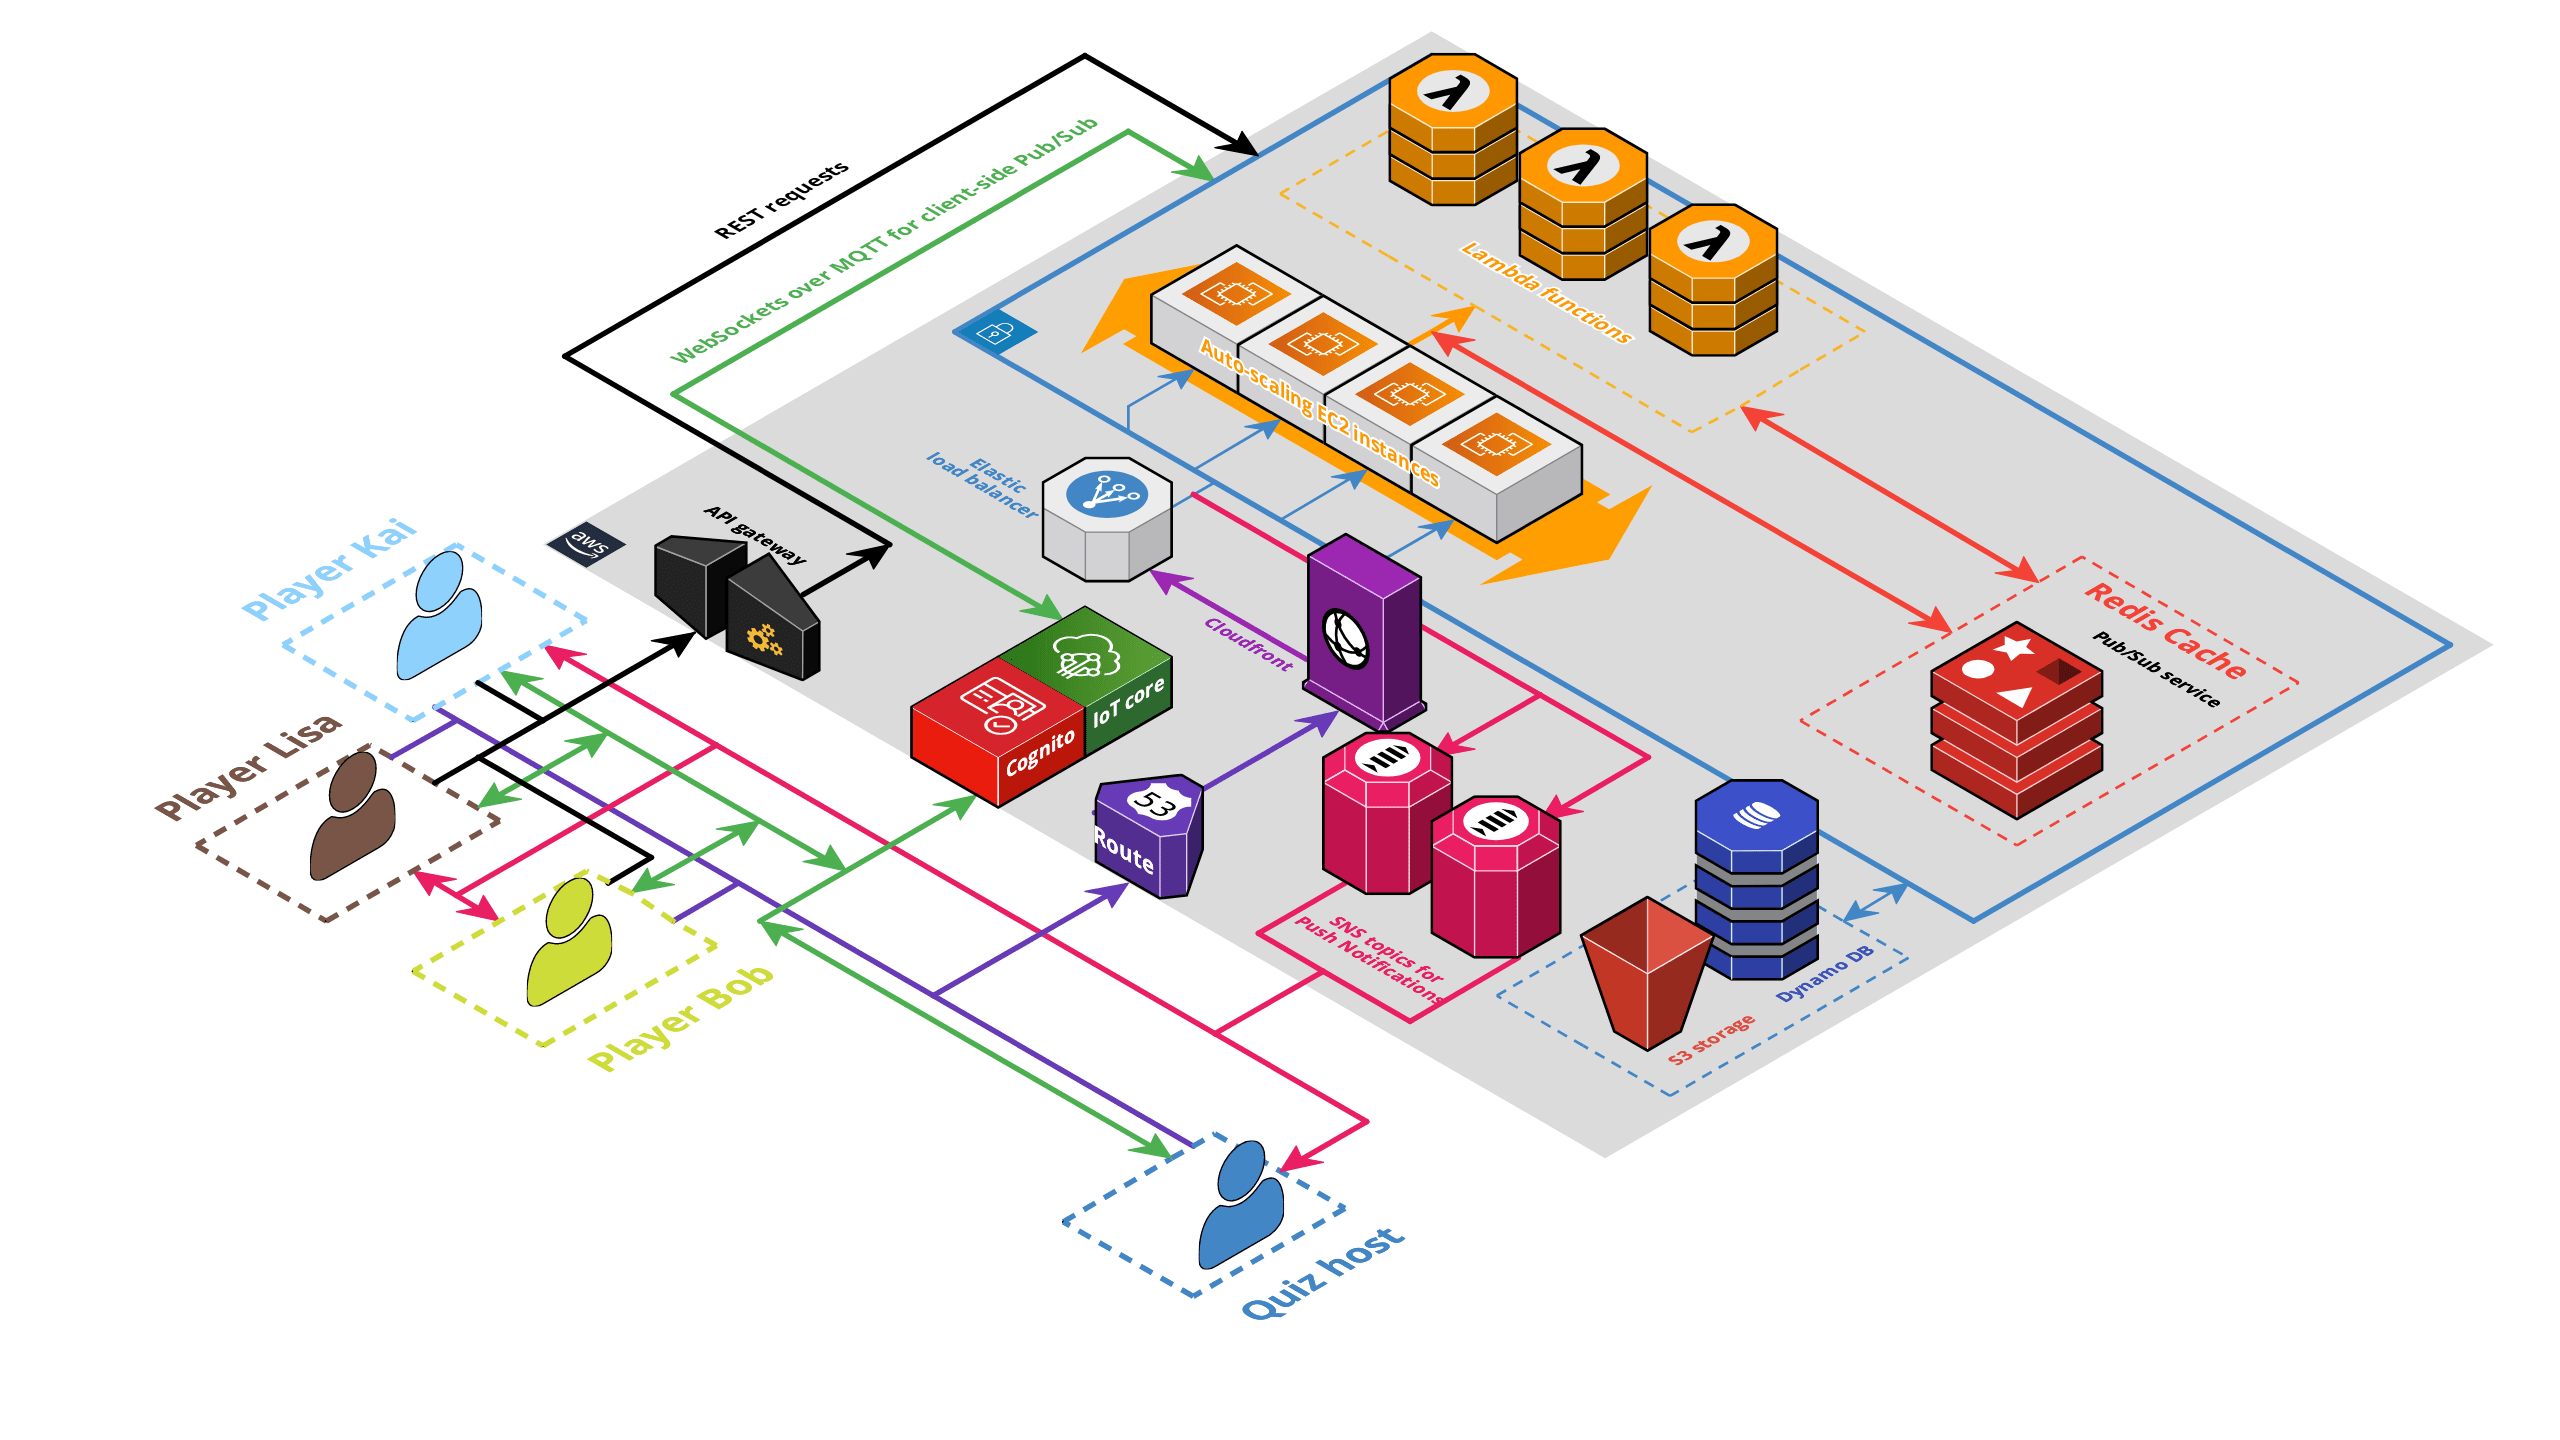 REST requests
WebSockets over MQTT for client-side Pub/Sub
Lambda functions
Auto-scaling EC2 instances
Elastic
load balancer
API gateway
aws
Player Kai
Cloudfront
Redis Cache
Pub/Sub service
IoT core
Cognito
Player Lisa
53
Route
SNS topics for
Push Notifications
Dynamo DB
S3 storage
Player Bob
Quiz host